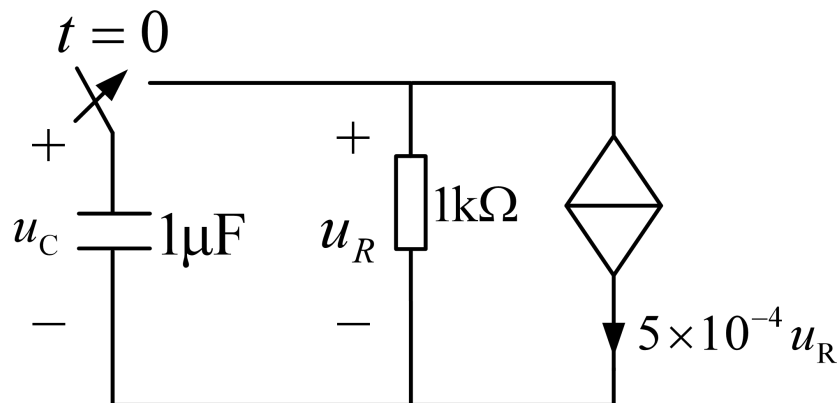 t = 0
+
u_C
−
1μF
+
u_R
−
1kΩ
5×10⁻⁴ u_R